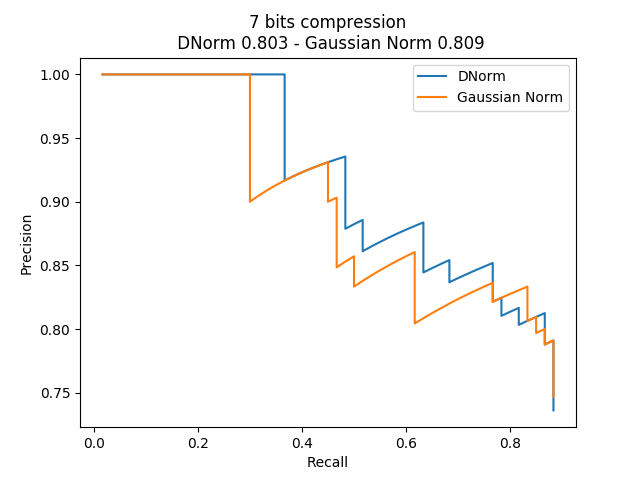 7 bits compression
DNorm 0.803 - Gaussian Norm 0.809
DNorm
Gaussian Norm
1.00
0.95
0.90
0.85
0.80
0.75
Precision
0.0
0.2
0.4
0.6
0.8
Recall